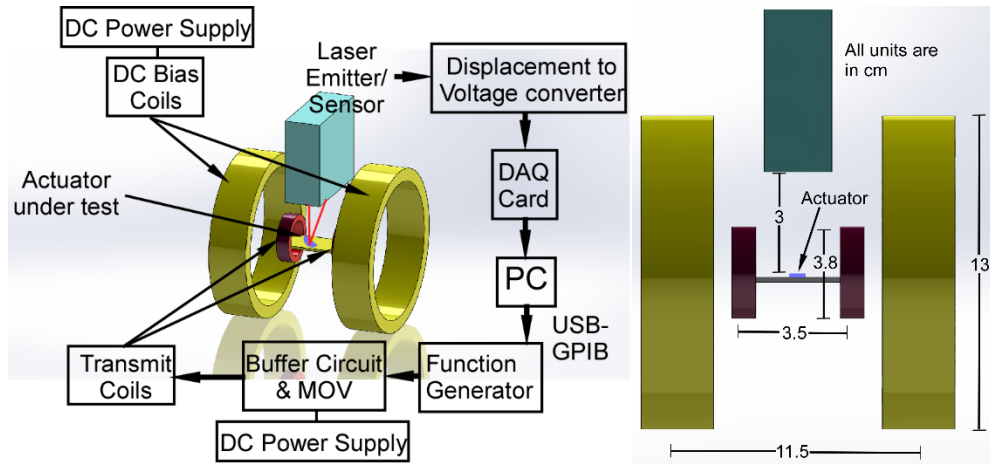 DC Power Supply
DC Bias
Coils
Laser
Emitter/
Sensor
Displacement to
Voltage converter
DAQ
Card
PC
USB-
GPIB
Function
Generator
Buffer Circuit
& MOV
DC Power Supply
Transmit
Coils
Actuator
under test
All units are
in cm
Actuator
3
3.8
13
3.5
11.5